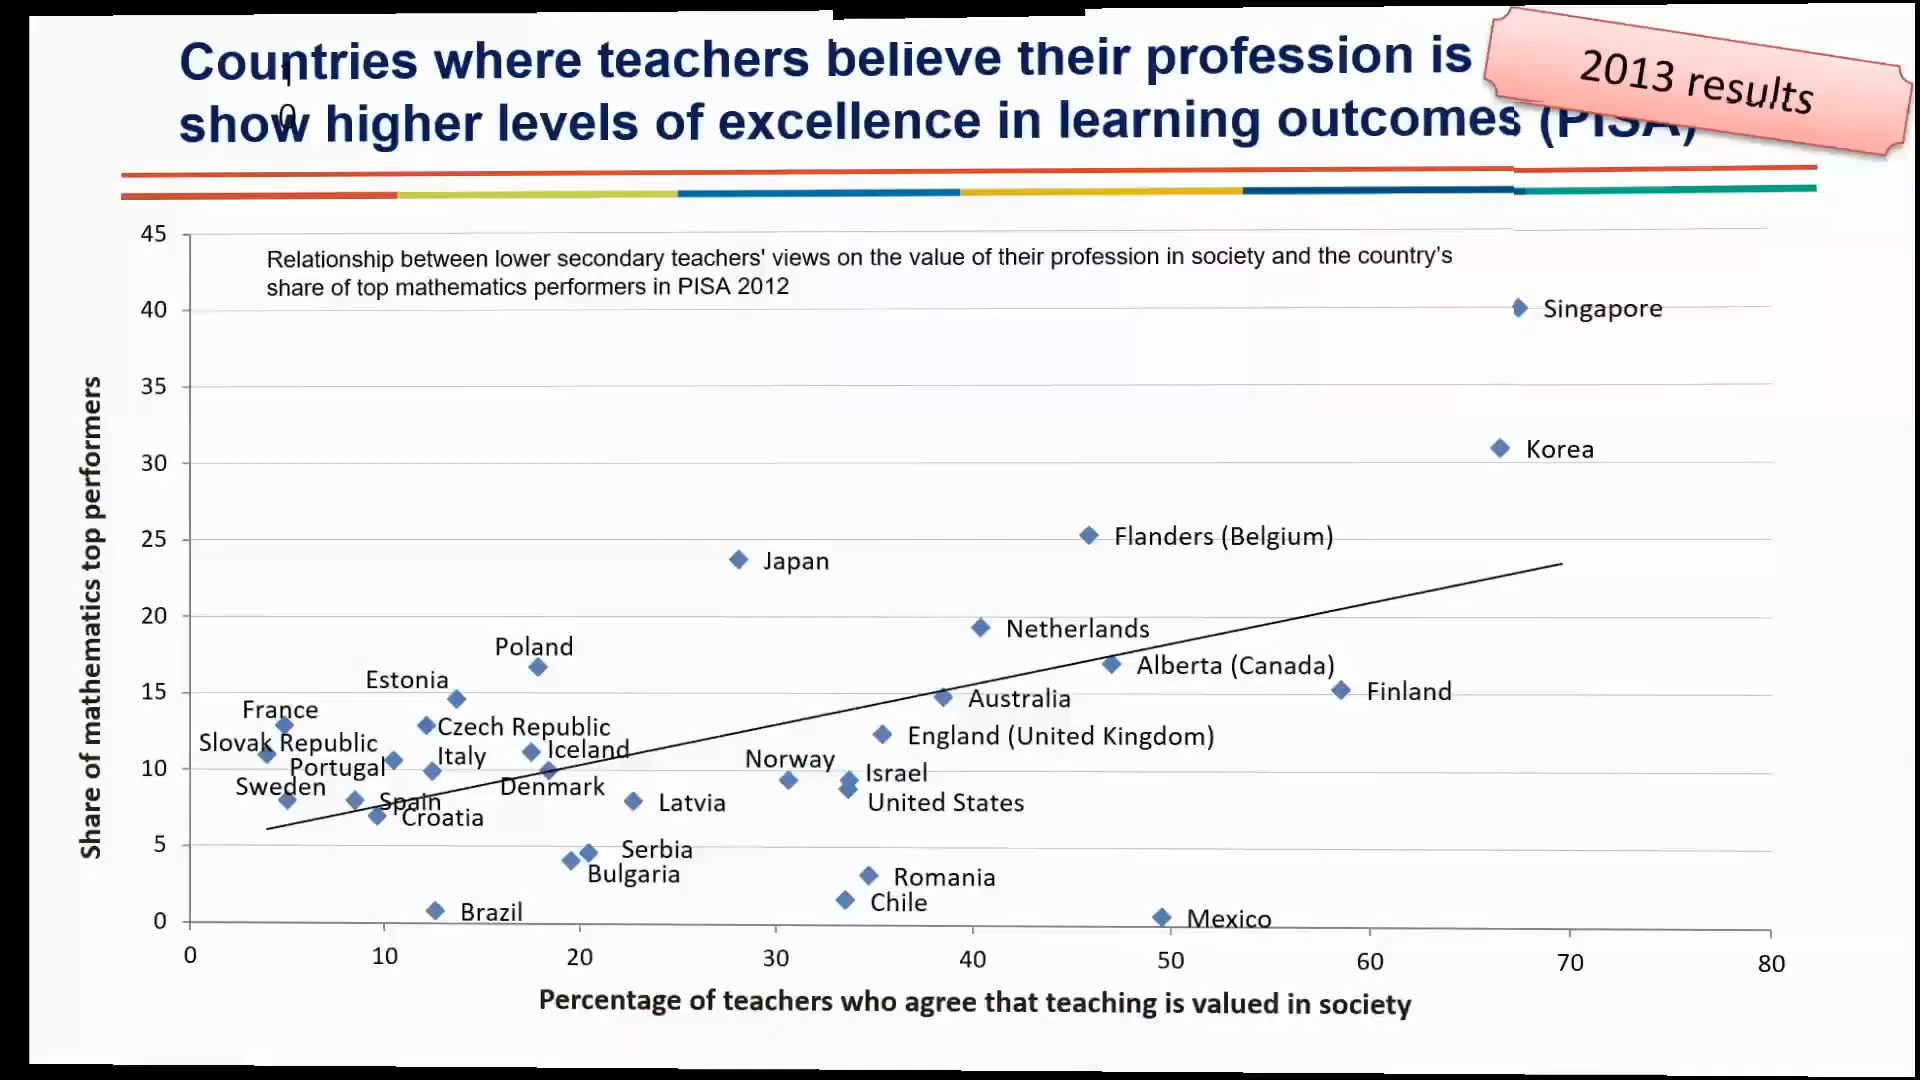 Countries where teachers believe their profession is
show higher levels of excellence in learning outcomes (PISA)
2013 results
1
0
Relationship between lower secondary teachers' views on the value of their profession in society and the country's
share of top mathematics performers in PISA 2012
Share of mathematics top performers
45
40
35
30
25
20
15
10
5
0
Singapore
Korea
Flanders (Belgium)
Japan
Netherlands
Poland
Alberta (Canada)
Estonia
Finland
Australia
France
Czech Republic
England (United Kingdom)
Slovak Republic
Iceland
Italy
Norway
Portugal
Israel
Sweden
Denmark
Spain
Latvia
United States
Croatia
Serbia
Bulgaria
Romania
Chile
Brazil
Mexico
0 10 20 30 40 50 60 70 80
Percentage of teachers who agree that teaching is valued in society